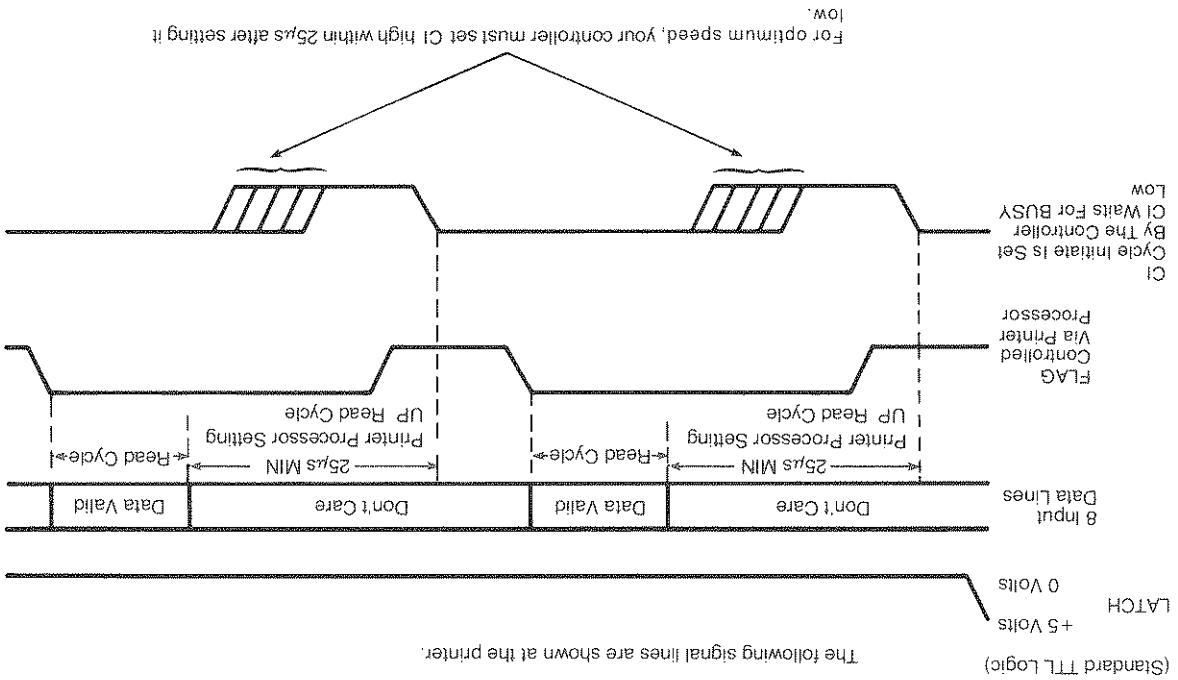 The following signal lines are shown at the printer.
(Standard TTL Logic)
+5 Volts
LATCH
0 Volts
8 Input
Data Lines
Don't Care
Data Valid
Don't Care
Data Valid
25µs MIN
Printer Processor Setting
UP Read Cycle
Read Cycle
25µs MIN
Printer Processor Setting
UP Read Cycle
Read Cycle
FLAG
Controlled
Via Printer
Processor
CI
Cycle Initiate Is Set
By The Controller
CI Waits For BUSY
Low
For optimum speed, your controller must set CI high within 25µs after setting it
low.